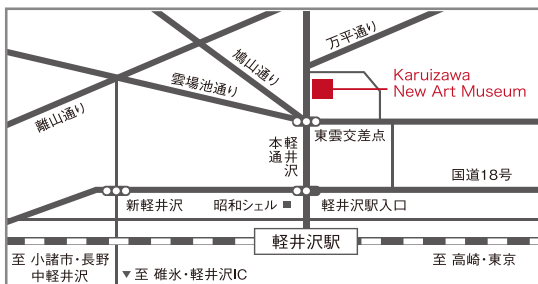 万平通り
鳩山通り
雲場池通り
離山通り
Karuizawa
New Art Museum
東雲交差点
軽井沢
本通
国道18号
新軽井沢
昭和シェル
軽井沢駅入口
軽井沢駅
至 小諸市・長野
中軽井沢
▼至 碓氷・軽井沢IC
至 高崎・東京